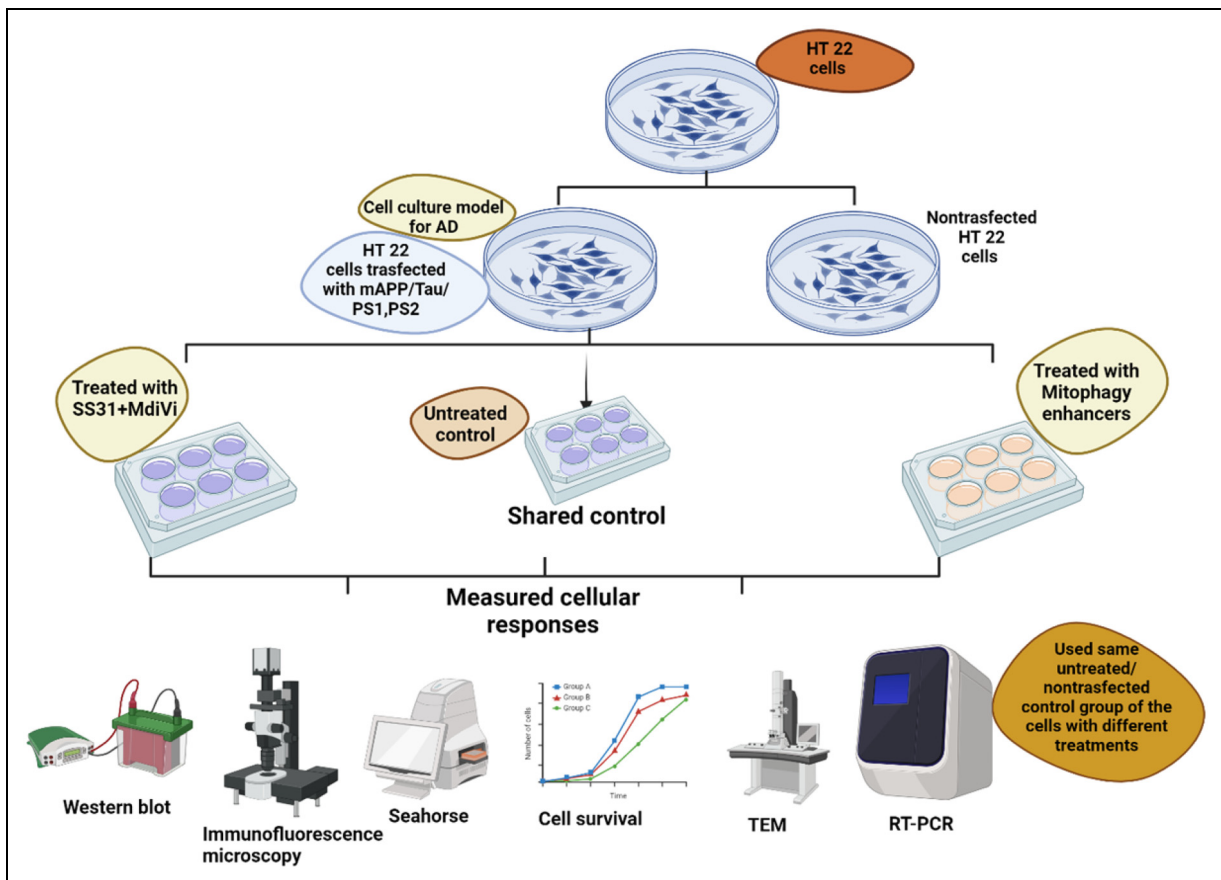 HT 22
cells
Cell culture model
for AD
HT 22
cells trasfected
with mAPP/Tau/
PS1,PS2
Nontrasfected
HT 22
cells
Treated with
SS31+MdiVi
Untreated
control
Treated with
Mitophagy
enhancers
Shared control
Measured cellular
responses
Western blot
Immunofluorescence
microscopy
Seahorse
Number of cells
Group A
Group B
Group C
Time
Cell survival
TEM
RT-PCR
Used same
untreated/
nontrasfected
control group of the
cells with different
treatments